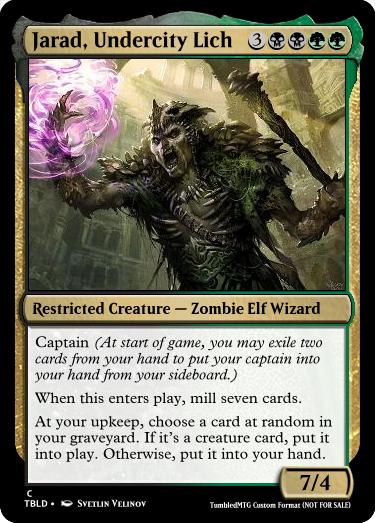 Jarad, Undercity Lich 3
Restricted Creature — Zombie Elf Wizard
Captain (At start of game, you may exile two
cards from your hand to put your captain into
your hand from your sideboard.)
When this enters play, mill seven cards.
At your upkeep, choose a card at random in
your graveyard. If it's a creature card, put it
into play. Otherwise, put it into your hand.
7/4
C
TBLD • Svetlin Velinov
TumbledMTG Custom Format (NOT FOR SALE)